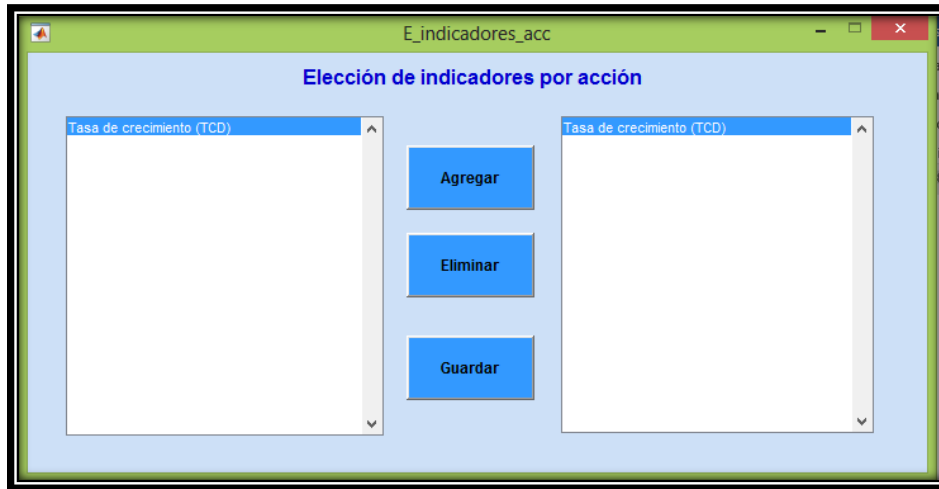 E_indicadores_acc
Elección de indicadores por acción
Tasa de crecimiento (TCD)
Tasa de crecimiento (TCD)
Agregar
Eliminar
Guardar